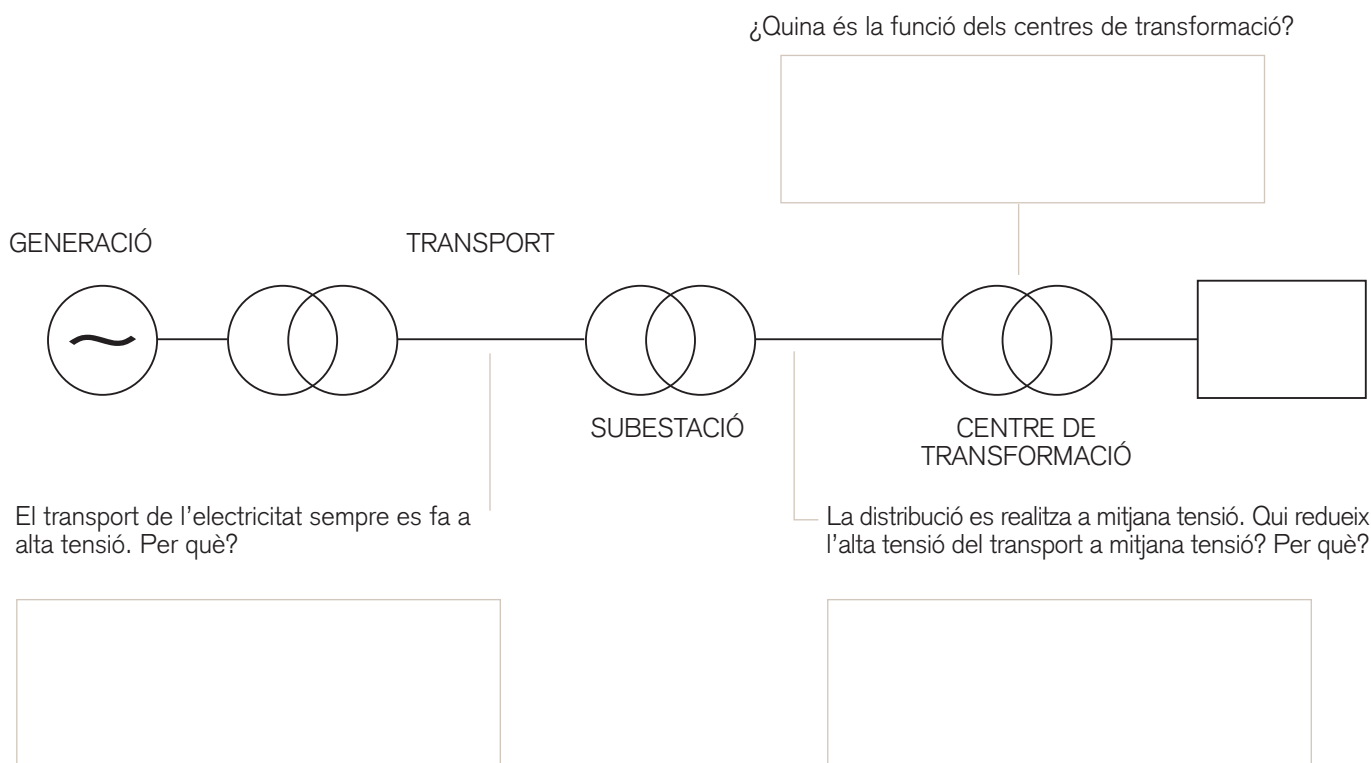 ¿Quina és la funció dels centres de transformació?
GENERACIÓ
TRANSPORT
SUBESTACIÓ
CENTRE DE
TRANSFORMACIÓ
El transport de l’electricitat sempre es fa a
alta tensió. Per què?
La distribució es realitza a mitjana tensió. Qui redueix
l’alta tensió del transport a mitjana tensió? Per què?